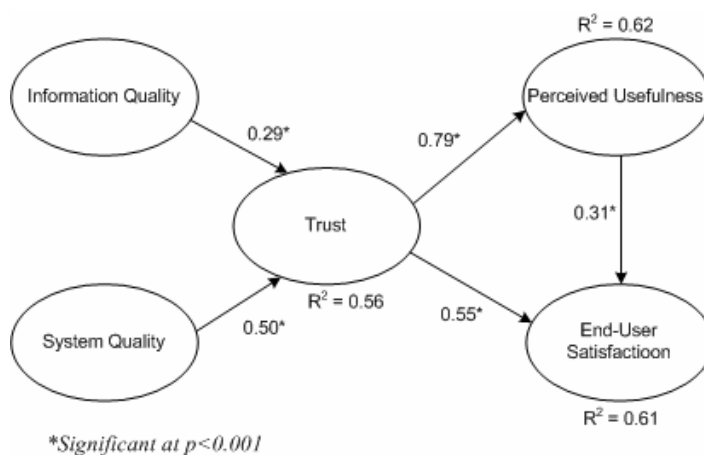 R² = 0.62
Information Quality
Perceived Usefulness
0.29*
0.79*
Trust
0.31*
R² = 0.56
System Quality
0.50*
0.55*
End-User
Satisfactioon
R² = 0.61
*Significant at p<0.001